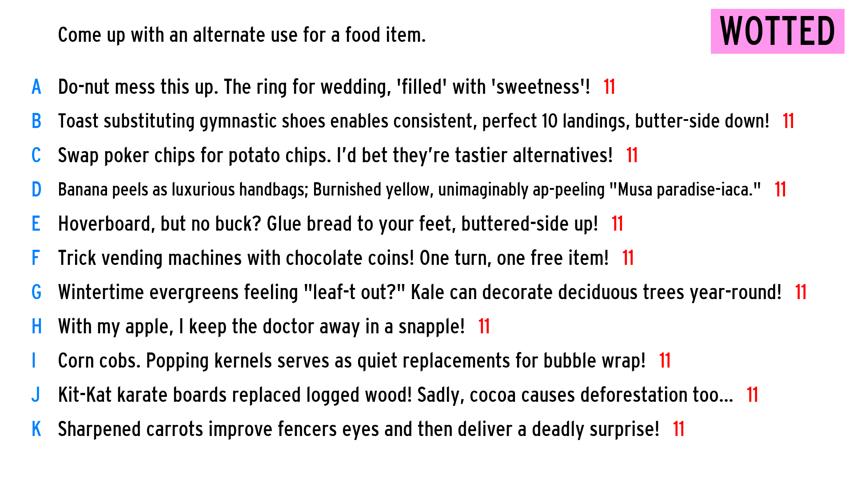 Come up with an alternate use for a food item.
WOTTED
A Do-nut mess this up. The ring for wedding, 'filled' with 'sweetness'! 11
B Toast substituting gymnastic shoes enables consistent, perfect 10 landings, butter-side down! 11
C Swap poker chips for potato chips. I'd bet they're tastier alternatives! 11
D Banana peels as luxurious handbags; Burnished yellow, unimaginably ap-peeling "Musa paradise-iaca." 11
E Hoverboard, but no buck? Glue bread to your feet, buttered-side up! 11
F Trick vending machines with chocolate coins! One turn, one free item! 11
G Wintertime evergreens feeling "leaf-t out?" Kale can decorate deciduous trees year-round! 11
H With my apple, I keep the doctor away in a snapple! 11
I Corn cobs. Popping kernels serves as quiet replacements for bubble wrap! 11
J Kit-Kat karate boards replaced logged wood! Sadly, cocoa causes deforestation too... 11
K Sharpened carrots improve fencers eyes and then deliver a deadly surprise! 11